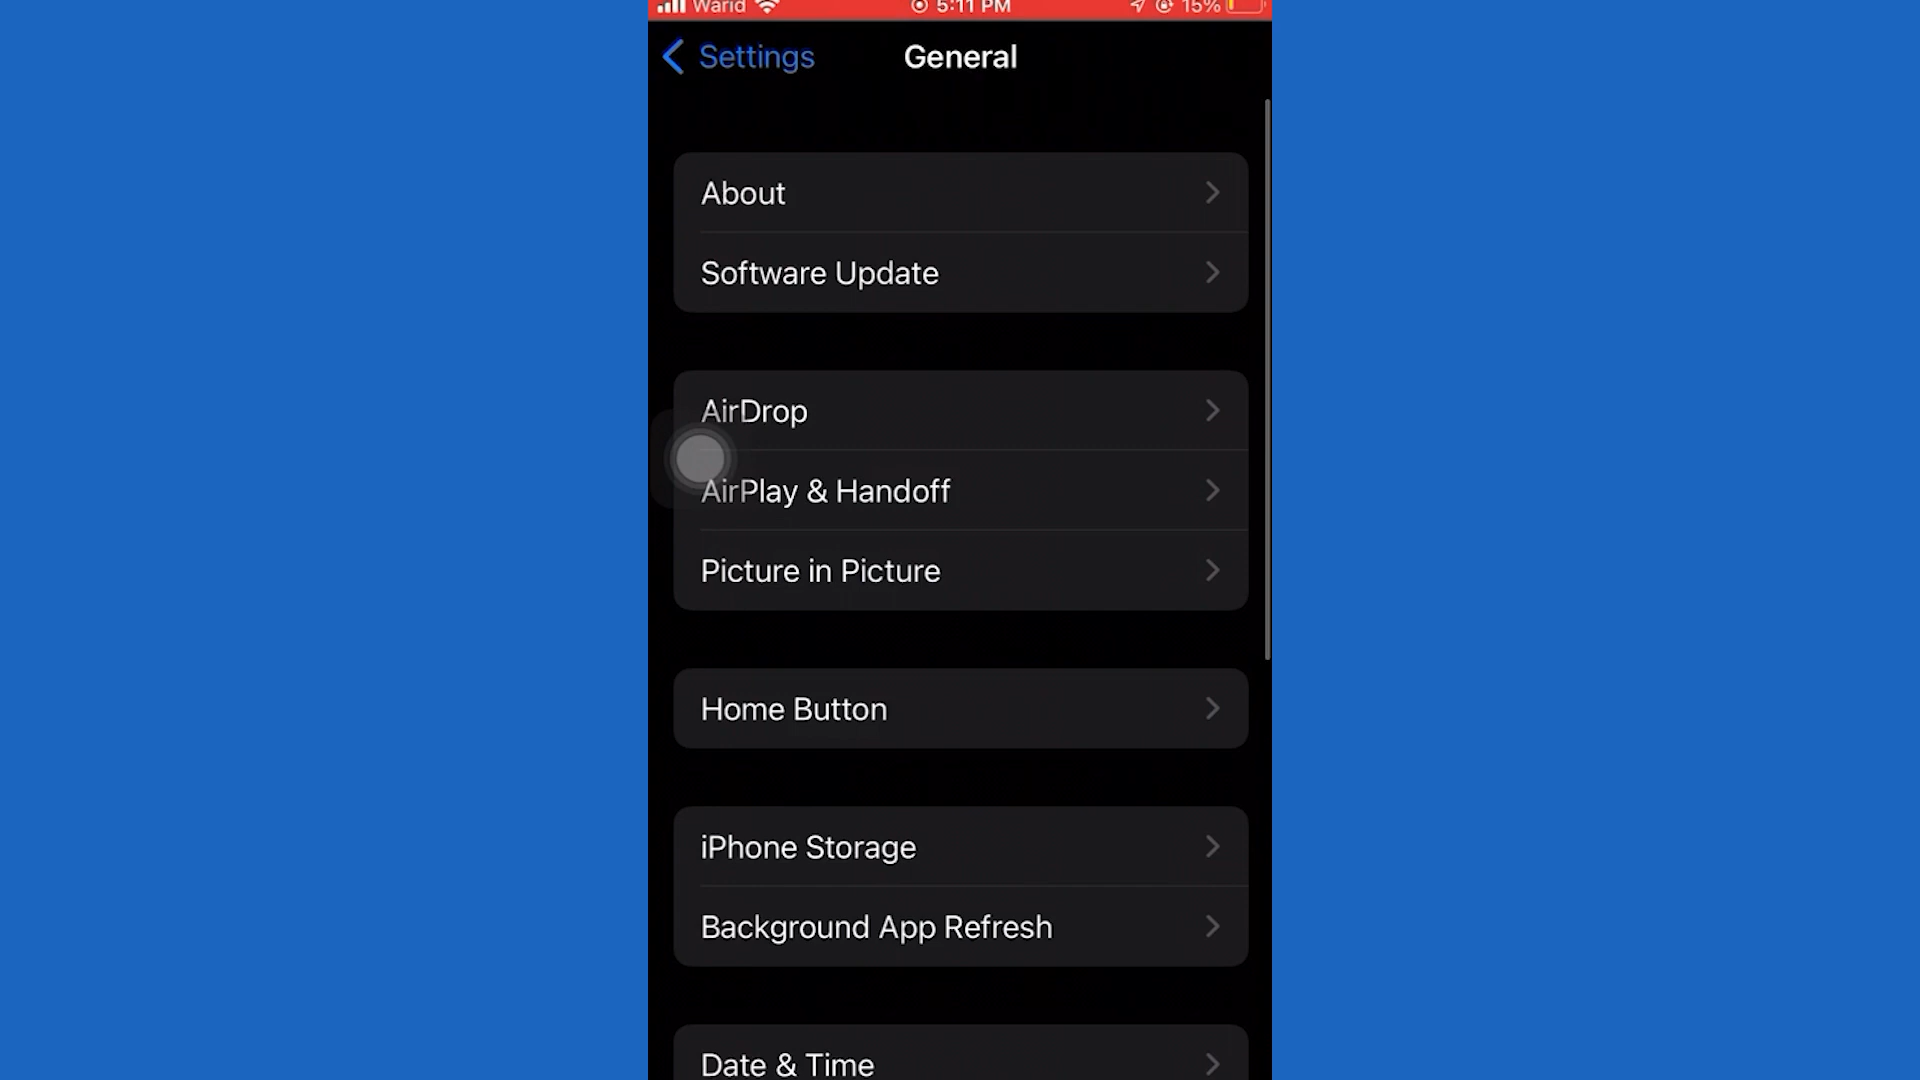 Warid 5:11 PM 15%
Settings General
About
Software Update
AirDrop
AirPlay & Handoff
Picture in Picture
Home Button
iPhone Storage
Background App Refresh
Date & Time